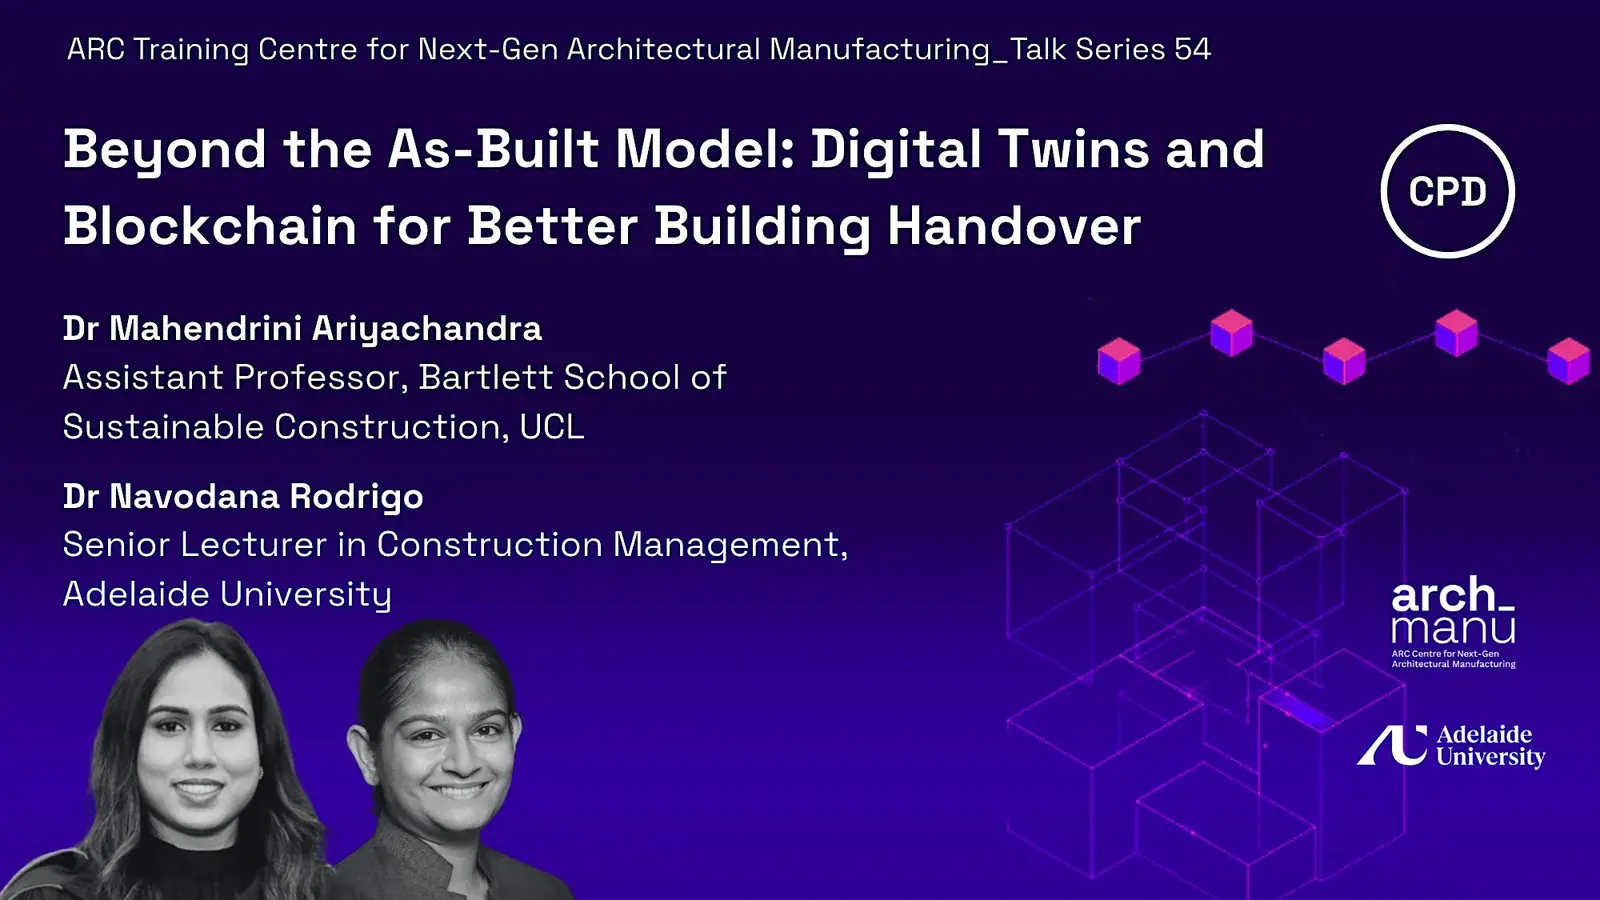 ARC Training Centre for Next-Gen Architectural Manufacturing_Talk Series 54
Beyond the As-Built Model: Digital Twins and
Blockchain for Better Building Handover
CPD
Dr Mahendrini Ariyachandra
Assistant Professor, Bartlett School of
Sustainable Construction, UCL
Dr Navodana Rodrigo
Senior Lecturer in Construction Management,
Adelaide University
arch_
manu
ARC Centre for Next-Gen
Architectural Manufacturing
Adelaide
University